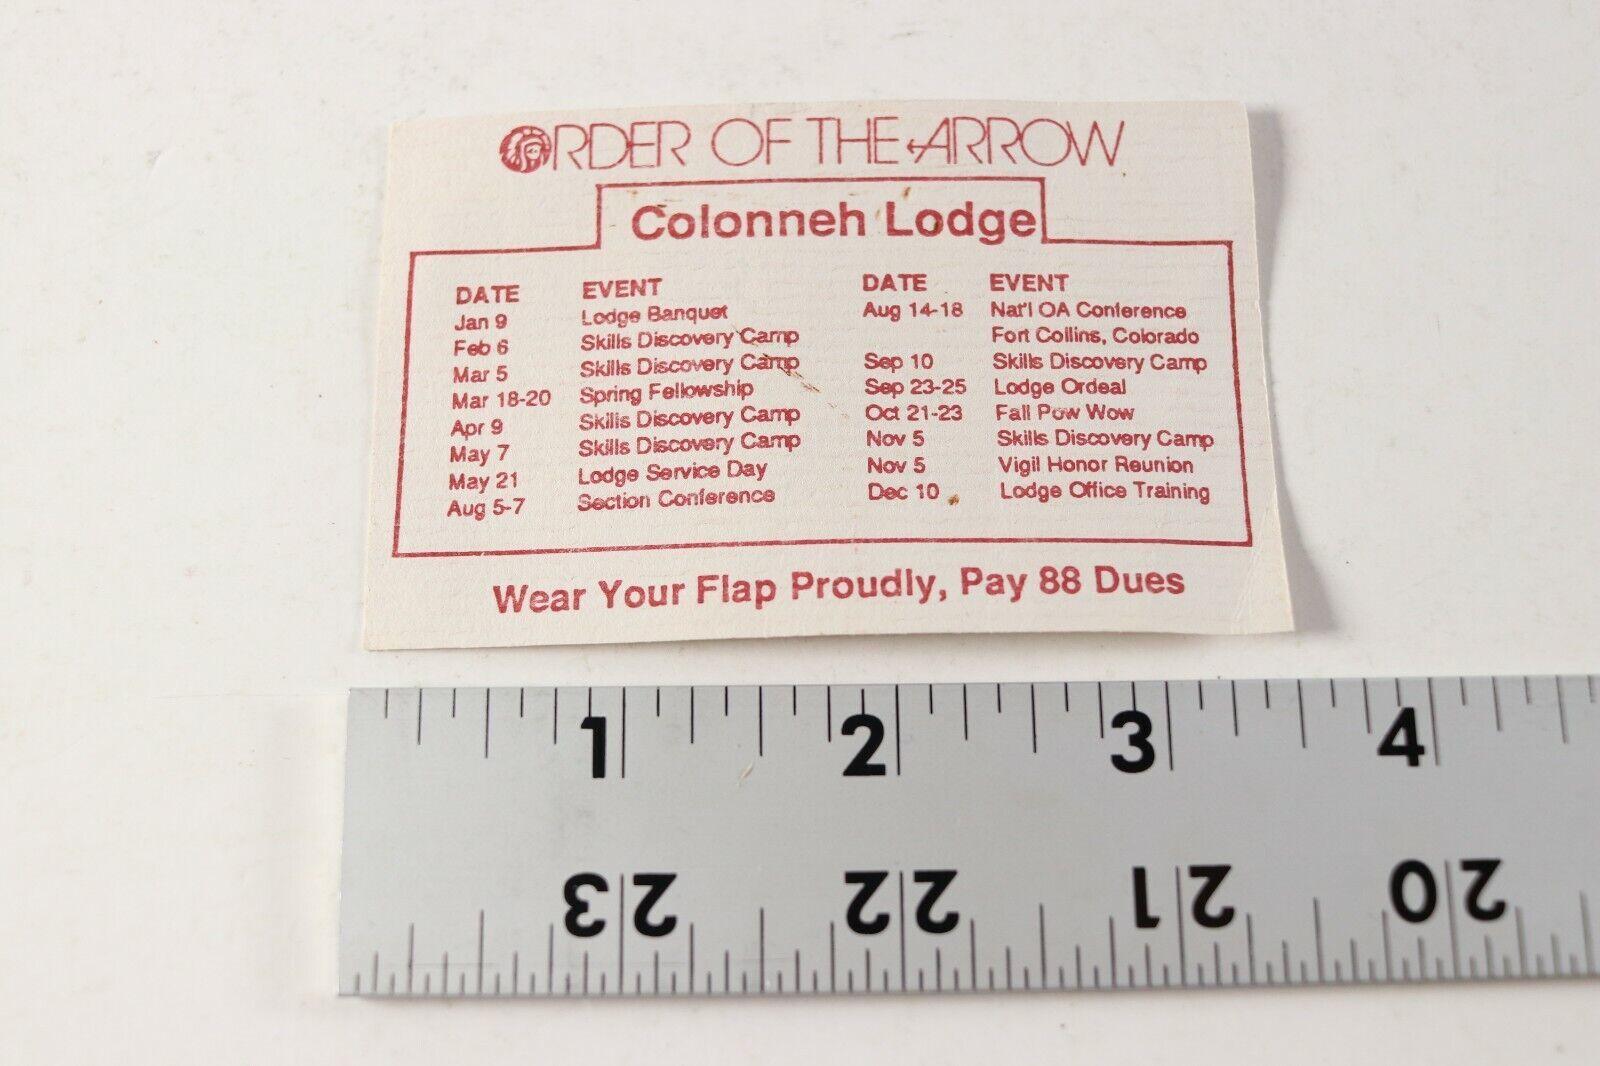 ORDER OF THE ARROW
Colonneh Lodge
DATE EVENT
Jan 9 Lodge Banquet
Feb 6 Skills Discovery Camp
Mar 5 Skills Discovery Camp
Mar 18-20 Spring Fellowship
Apr 9 Skills Discovery Camp
May 7 Skills Discovery Camp
May 21 Lodge Service Day
Aug 5-7 Section Conference
DATE EVENT
Aug 14-18 Nat'l OA Conference
Fort Collins, Colorado
Sep 10 Skills Discovery Camp
Sep 23-25 Lodge Ordeal
Oct 21-23 Fall Pow Wow
Nov 5 Skills Discovery Camp
Nov 5 Vigil Honor Reunion
Dec 10 Lodge Office Training
Wear Your Flap Proudly, Pay 88 Dues
1 2 3 4
23 22 21 20